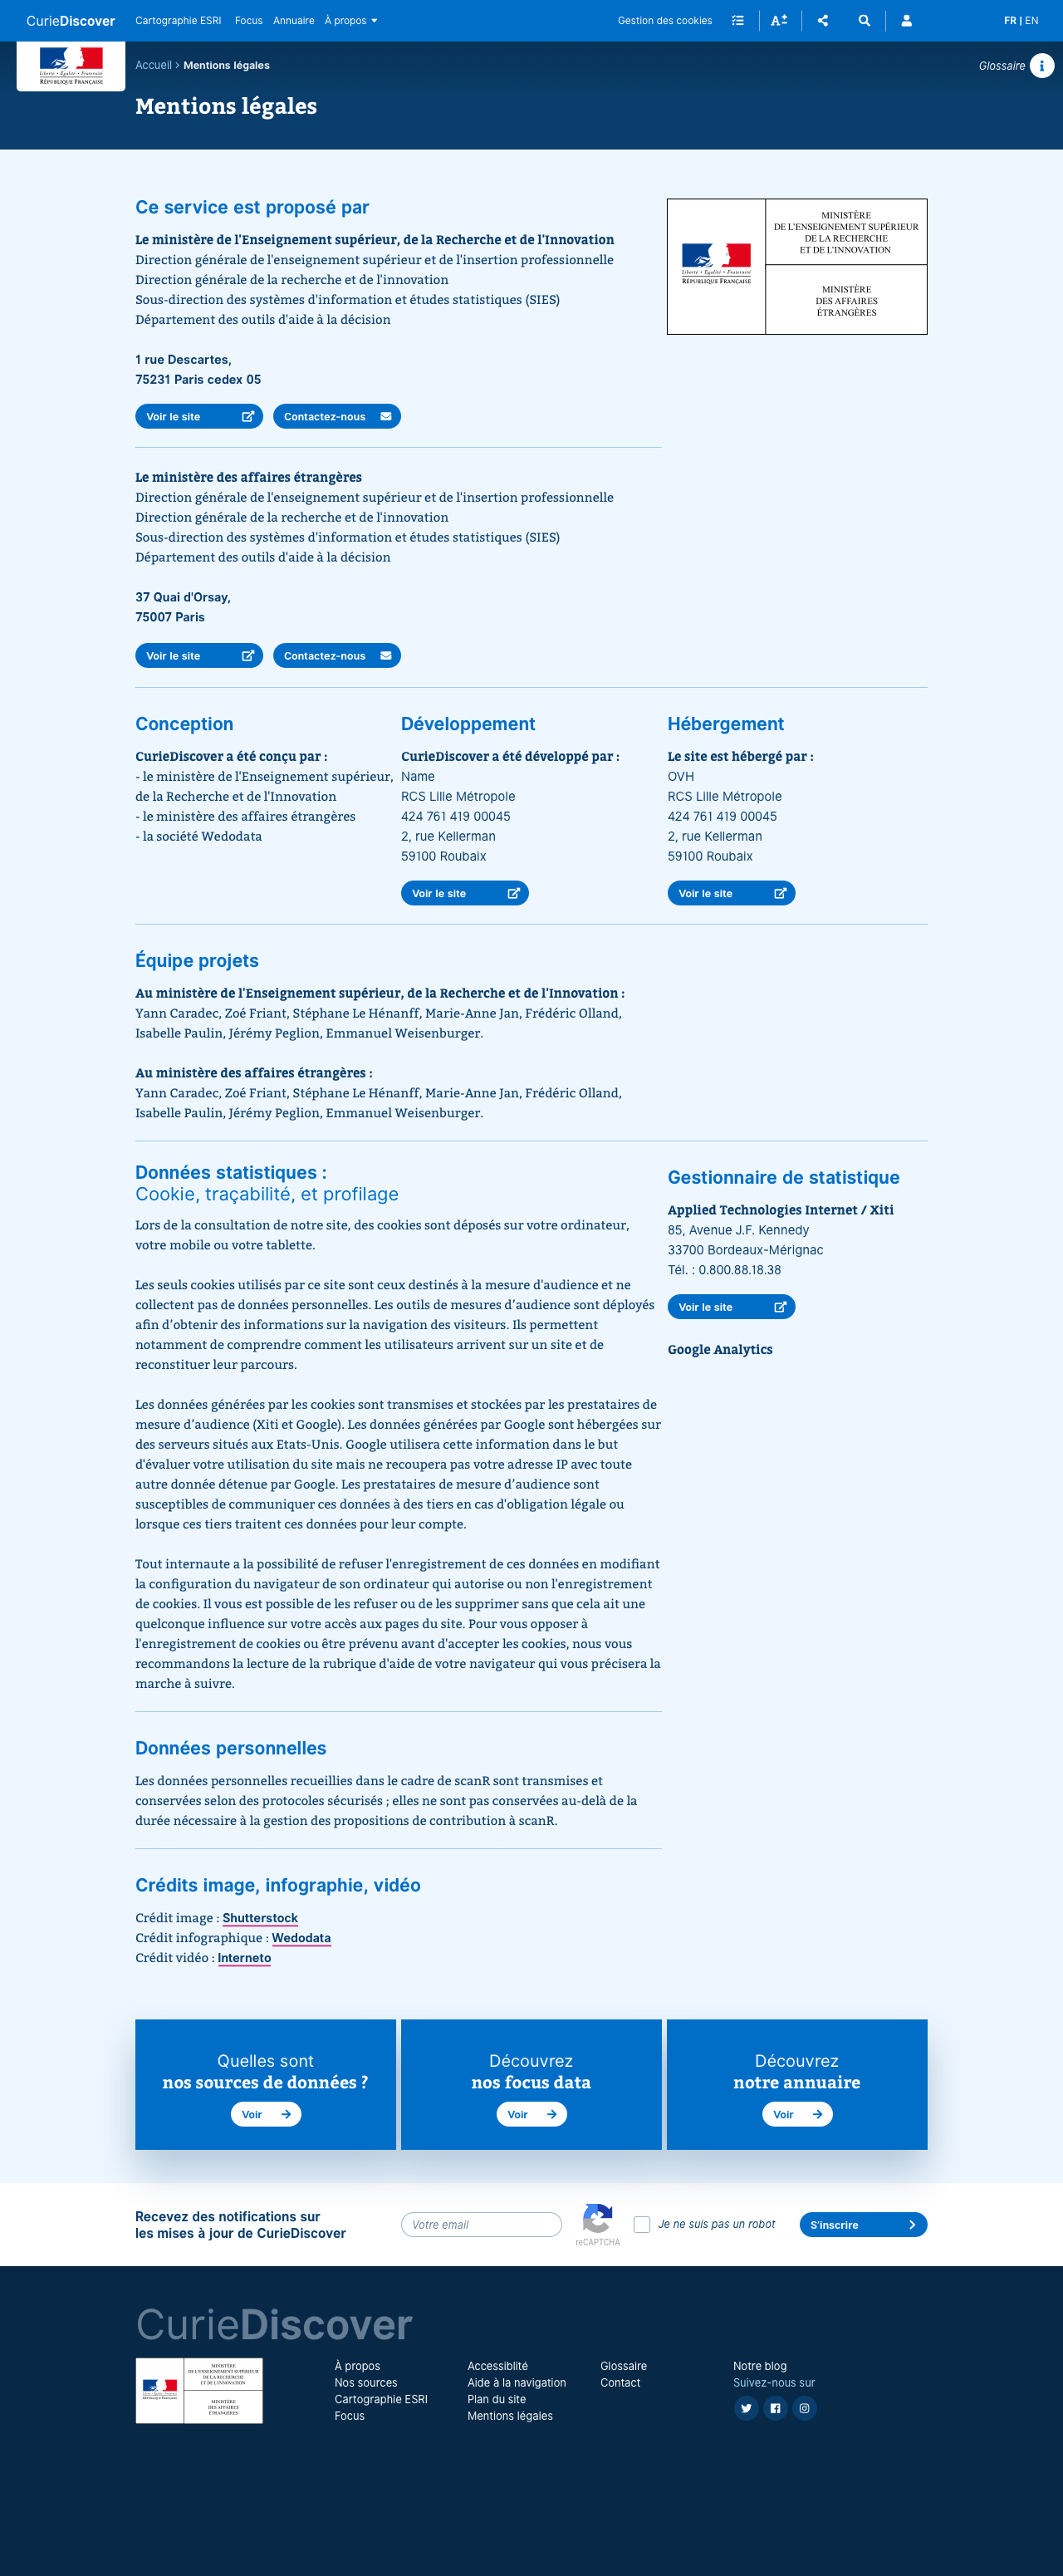 CurieDiscover
Cartographie ESRI
Focus
Annuaire
À propos
Gestion des cookies
A
FR | EN
Liberté • Égalité • Fraternité
RÉPUBLIQUE FRANÇAISE
Accueil > Mentions légales
Glossaire
Mentions légales
Ce service est proposé par
Le ministère de l'Enseignement supérieur, de la Recherche et de l'Innovation
Direction générale de l'enseignement supérieur et de l'insertion professionnelle
Direction générale de la recherche et de l'innovation
Sous-direction des systèmes d'information et études statistiques (SIES)
Département des outils d'aide à la décision
1 rue Descartes,
75231 Paris cedex 05
Voir le site
Contactez-nous
Liberté • Égalité • Fraternité
RÉPUBLIQUE FRANÇAISE
MINISTÈRE
DE L'ENSEIGNEMENT SUPÉRIEUR
DE LA RECHERCHE
ET DE L'INNOVATION
MINISTÈRE
DES AFFAIRES
ÉTRANGÈRES
Le ministère des affaires étrangères
Direction générale de l'enseignement supérieur et de l'insertion professionnelle
Direction générale de la recherche et de l'innovation
Sous-direction des systèmes d'information et études statistiques (SIES)
Département des outils d'aide à la décision
37 Quai d'Orsay,
75007 Paris
Voir le site
Contactez-nous
Conception
CurieDiscover a été conçu par :
- le ministère de l'Enseignement supérieur,
de la Recherche et de l'Innovation
- le ministère des affaires étrangères
- la société Wedodata
Développement
CurieDiscover a été développé par :
Name
RCS Lille Métropole
424 761 419 00045
2, rue Kellerman
59100 Roubaix
Voir le site
Hébergement
Le site est hébergé par :
OVH
RCS Lille Métropole
424 761 419 00045
2, rue Kellerman
59100 Roubaix
Voir le site
Équipe projets
Au ministère de l'Enseignement supérieur, de la Recherche et de l'Innovation :
Yann Caradec, Zoé Friant, Stéphane Le Hénanff, Marie-Anne Jan, Frédéric Olland,
Isabelle Paulin, Jérémy Peglion, Emmanuel Weisenburger.
Au ministère des affaires étrangères :
Yann Caradec, Zoé Friant, Stéphane Le Hénanff, Marie-Anne Jan, Frédéric Olland,
Isabelle Paulin, Jérémy Peglion, Emmanuel Weisenburger.
Données statistiques :
Cookie, traçabilité, et profilage
Lors de la consultation de notre site, des cookies sont déposés sur votre ordinateur,
votre mobile ou votre tablette.
Les seuls cookies utilisés par ce site sont ceux destinés à la mesure d'audience et ne
collectent pas de données personnelles. Les outils de mesures d’audience sont déployés
afin d’obtenir des informations sur la navigation des visiteurs. Ils permettent
notamment de comprendre comment les utilisateurs arrivent sur un site et de
reconstituer leur parcours.
Les données générées par les cookies sont transmises et stockées par les prestataires de
mesure d’audience (Xiti et Google). Les données générées par Google sont hébergées sur
des serveurs situés aux Etats-Unis. Google utilisera cette information dans le but
d'évaluer votre utilisation du site mais ne recoupera pas votre adresse IP avec toute
autre donnée détenue par Google. Les prestataires de mesure d’audience sont
susceptibles de communiquer ces données à des tiers en cas d'obligation légale ou
lorsque ces tiers traitent ces données pour leur compte.
Tout internaute a la possibilité de refuser l'enregistrement de ces données en modifiant
la configuration du navigateur de son ordinateur qui autorise ou non l'enregistrement
de cookies. Il vous est possible de les refuser ou de les supprimer sans que cela ait une
quelconque influence sur votre accès aux pages du site. Pour vous opposer à
l'enregistrement de cookies ou être prévenu avant d'accepter les cookies, nous vous
recommandons la lecture de la rubrique d'aide de votre navigateur qui vous précisera la
marche à suivre.
Gestionnaire de statistique
Applied Technologies Internet / Xiti
85, Avenue J.F. Kennedy
33700 Bordeaux-Mérignac
Tél. : 0.800.88.18.38
Voir le site
Google Analytics
Données personnelles
Les données personnelles recueillies dans le cadre de scanR sont transmises et
conservées selon des protocoles sécurisés ; elles ne sont pas conservées au-delà de la
durée nécessaire à la gestion des propositions de contribution à scanR.
Crédits image, infographie, vidéo
Crédit image : Shutterstock
Crédit infographique : Wedodata
Crédit vidéo : Interneto
Quelles sont
nos sources de données ?
Voir
Découvrez
nos focus data
Voir
Découvrez
notre annuaire
Voir
Recevez des notifications sur
les mises à jour de CurieDiscover
Votre email
reCAPTCHA
Je ne suis pas un robot
S'inscrire
CurieDiscover
MINISTÈRE
DE L'ENSEIGNEMENT SUPÉRIEUR
DE LA RECHERCHE
ET DE L'INNOVATION
MINISTÈRE
DES AFFAIRES
ÉTRANGÈRES
À propos
Nos sources
Cartographie ESRI
Focus
Accessiblité
Aide à la navigation
Plan du site
Mentions légales
Glossaire
Contact
Notre blog
Suivez-nous sur